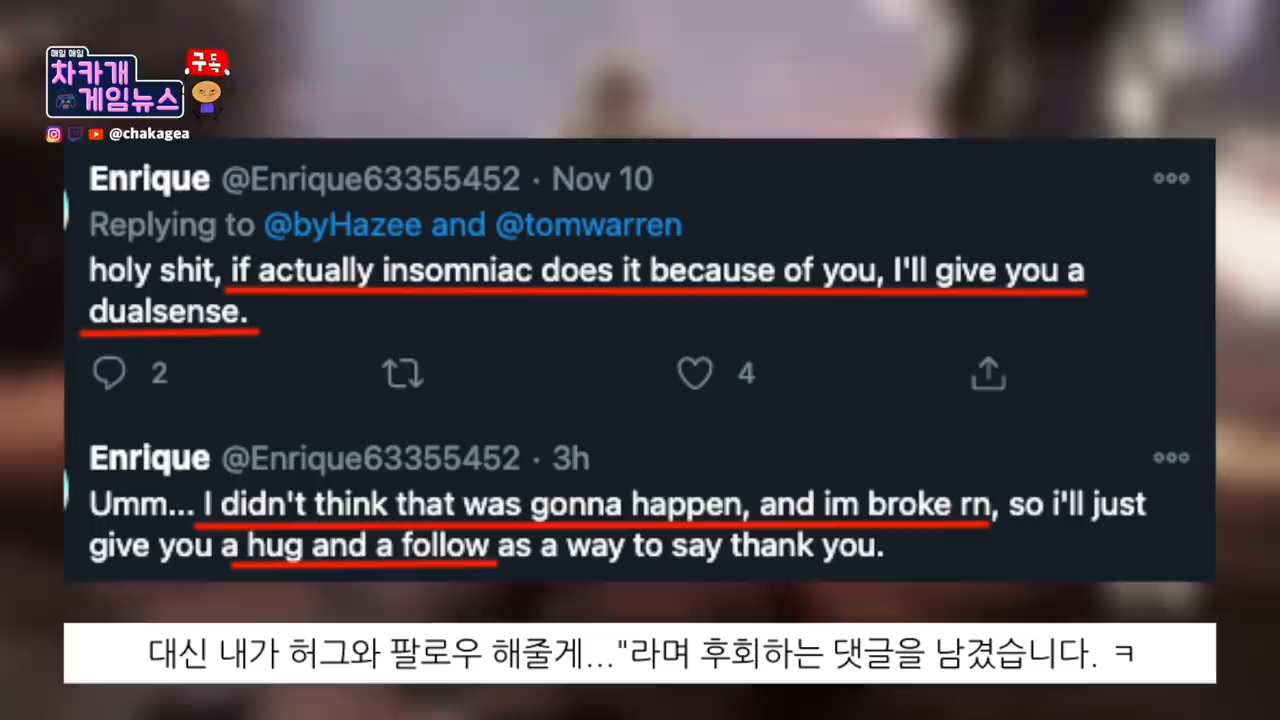 매일 매일
차카개
게임뉴스
구독
@chakagea
Enrique @Enrique63355452 · Nov 10
Replying to @byHazee and @tomwarren
holy shit, if actually insomniac does it because of you, I'll give you a
dualsense.
2 4
Enrique @Enrique63355452 · 3h
Umm... I didn't think that was gonna happen, and im broke rn, so i'll just
give you a hug and a follow as a way to say thank you.
대신 내가 허그와 팔로우 해줄게..."라며 후회하는 댓글을 남겼습니다. ㅋ